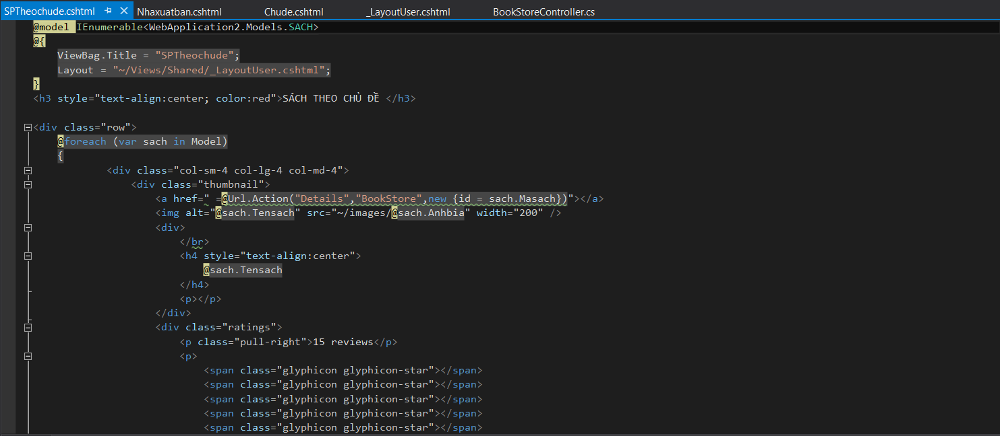 SPTheochude.cshtml Nhaxuatban.cshtml Chude.cshtml _LayoutUser.cshtml BookStoreController.cs
@model IEnumerable<WebApplication2.Models.SACH>
@{
ViewBag.Title = "SPTheochude";
Layout = "~/Views/Shared/_LayoutUser.cshtml";
}
<h3 style="text-align:center; color:red">SÁCH THEO CHỦ ĐỀ </h3>
<div class="row">
@foreach (var sach in Model)
{
<div class="col-sm-4 col-lg-4 col-md-4">
<div class="thumbnail">
<a href=" =@Url.Action("Details","BookStore",new {id = sach.Masach})"></a>
<img alt="@sach.Tensach" src="~/images/@sach.Anhbia" width="200" />
<div>
</br>
<h4 style="text-align:center">
@sach.Tensach
</h4>
<p></p>
</div>
<div class="ratings">
<p class="pull-right">15 reviews</p>
<p>
<span class="glyphicon glyphicon-star"></span>
<span class="glyphicon glyphicon-star"></span>
<span class="glyphicon glyphicon-star"></span>
<span class="glyphicon glyphicon-star"></span>
<span class="glyphicon glyphicon-star"></span>